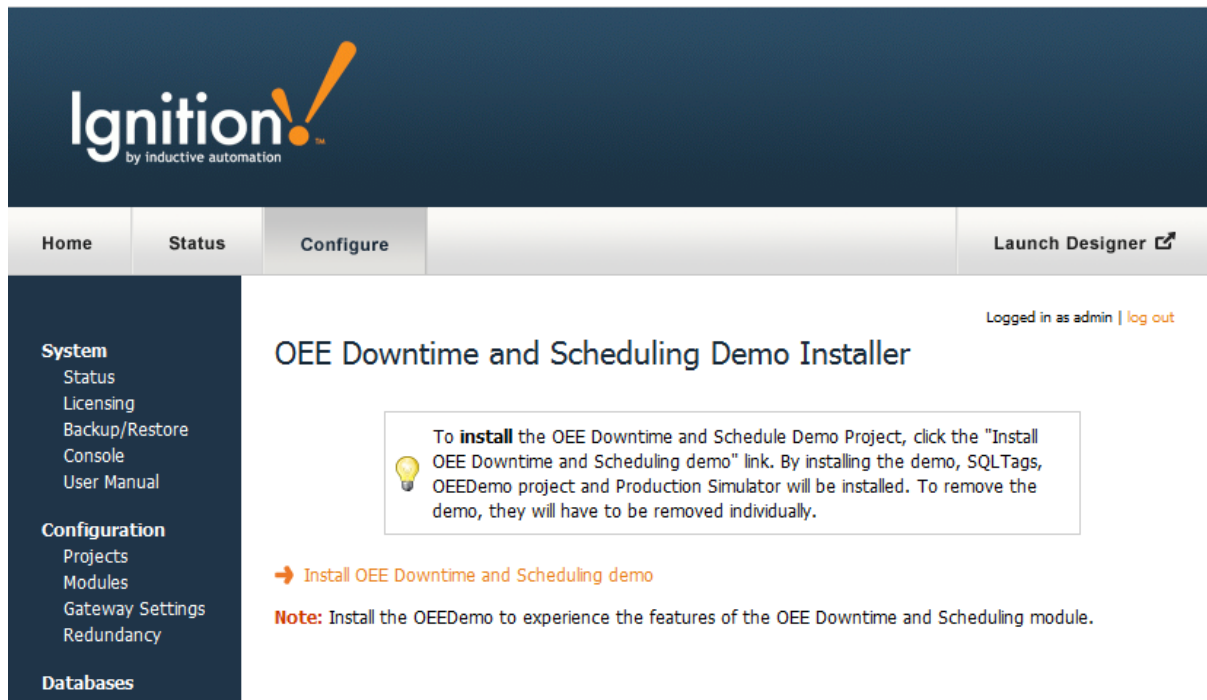 Ignition!™
by inductive automation
Home
Status
Configure
Launch Designer
Logged in as admin | log out
System
Status
Licensing
Backup/Restore
Console
User Manual
Configuration
Projects
Modules
Gateway Settings
Redundancy
Databases
OEE Downtime and Scheduling Demo Installer
To install the OEE Downtime and Schedule Demo Project, click the "Install
OEE Downtime and Scheduling demo" link. By installing the demo, SQLTags,
OEEDemo project and Production Simulator will be installed. To remove the
demo, they will have to be removed individually.
Install OEE Downtime and Scheduling demo
Note: Install the OEEDemo to experience the features of the OEE Downtime and Scheduling module.